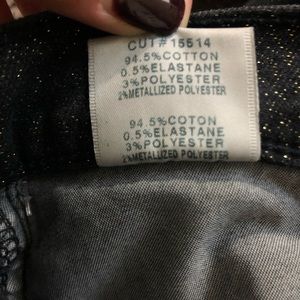 CUT#15514
94.5%COTTON
0.5%ELASTANE
3%POLYESTER
2%METALLIZED POLYESTER
94.5%COTON
0.5%ELASTANE
3%POLYESTER
2%METALLIZED POLYESTER